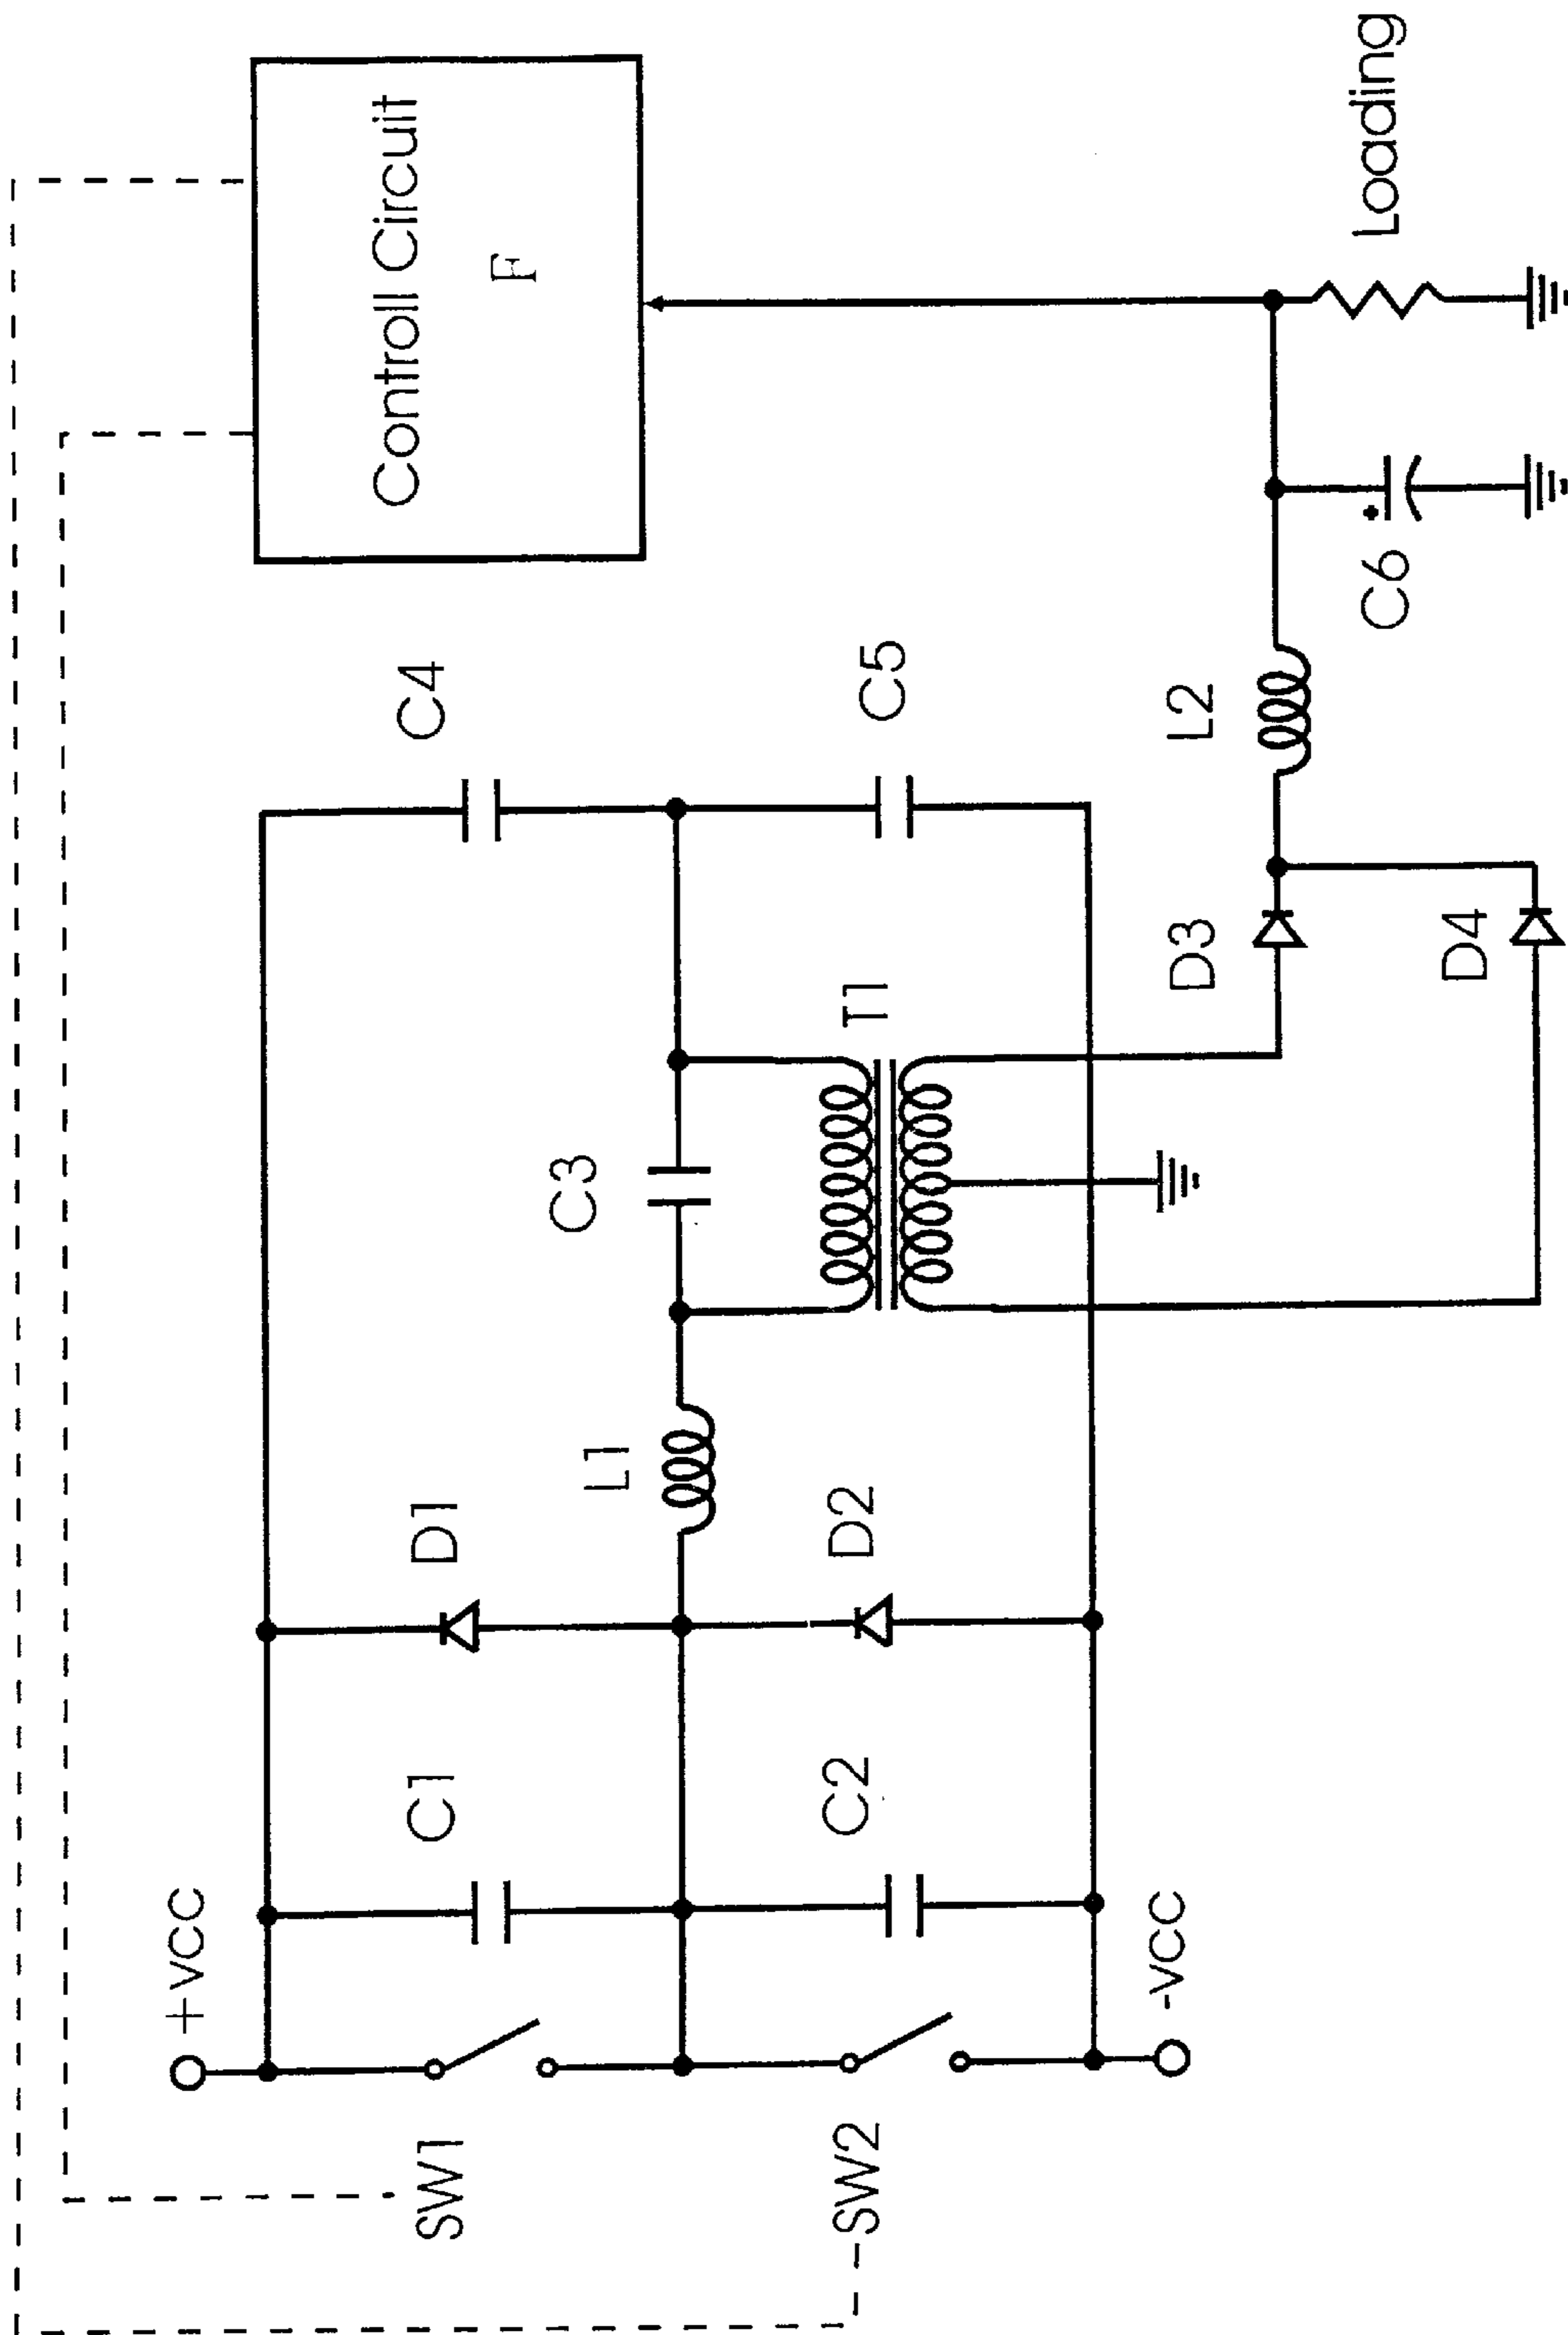 Controll Circuit
F
+VCC
SW1
C1
D1
L1
C3
C4
SW2
C2
D2
T1
C5
-VCC
D3
L2
C6
Loading
D4